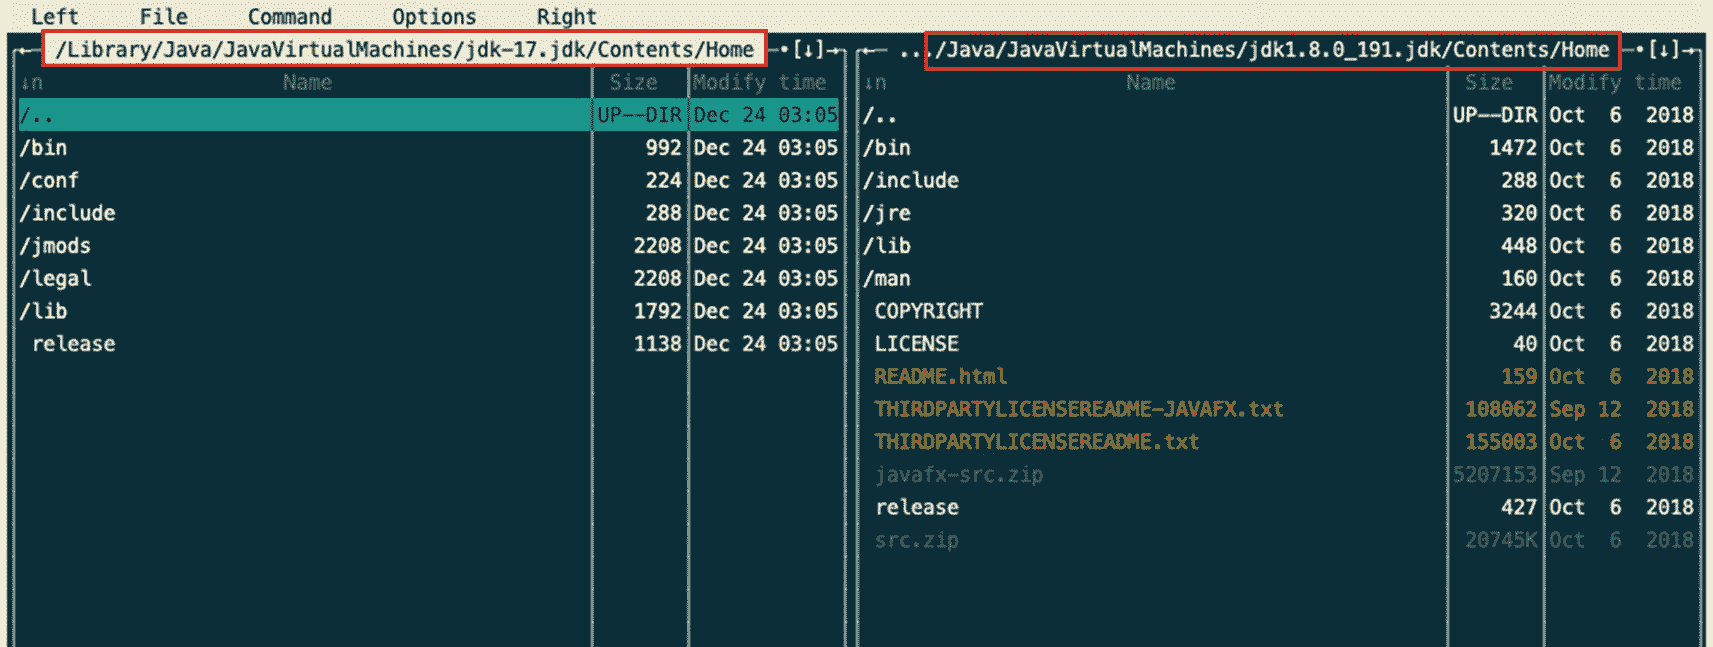 Left File Command Options Right
/Library/Java/JavaVirtualMachines/jdk-17.jdk/Contents/Home •[↓] .../Java/JavaVirtualMachines/jdk1.8.0_191.jdk/Contents/Home •[↓]
↓n Name Size Modify time ↓n Name Size Modify time
/.. UP--DIR Dec 24 03:05 /.. UP--DIR Oct 6 2018
/bin 992 Dec 24 03:05 /bin 1472 Oct 6 2018
/conf 224 Dec 24 03:05 /include 288 Oct 6 2018
/include 288 Dec 24 03:05 /jre 320 Oct 6 2018
/jmods 2208 Dec 24 03:05 /lib 448 Oct 6 2018
/legal 2208 Dec 24 03:05 /man 160 Oct 6 2018
/lib 1792 Dec 24 03:05 COPYRIGHT 3244 Oct 6 2018
release 1138 Dec 24 03:05 LICENSE 40 Oct 6 2018
README.html 159 Oct 6 2018
THIRDPARTYLICENSEREADME-JAVAFX.txt 108062 Sep 12 2018
THIRDPARTYLICENSEREADME.txt 155003 Oct 6 2018
javafx-src.zip 5207153 Sep 12 2018
release 427 Oct 6 2018
src.zip 20745K Oct 6 2018